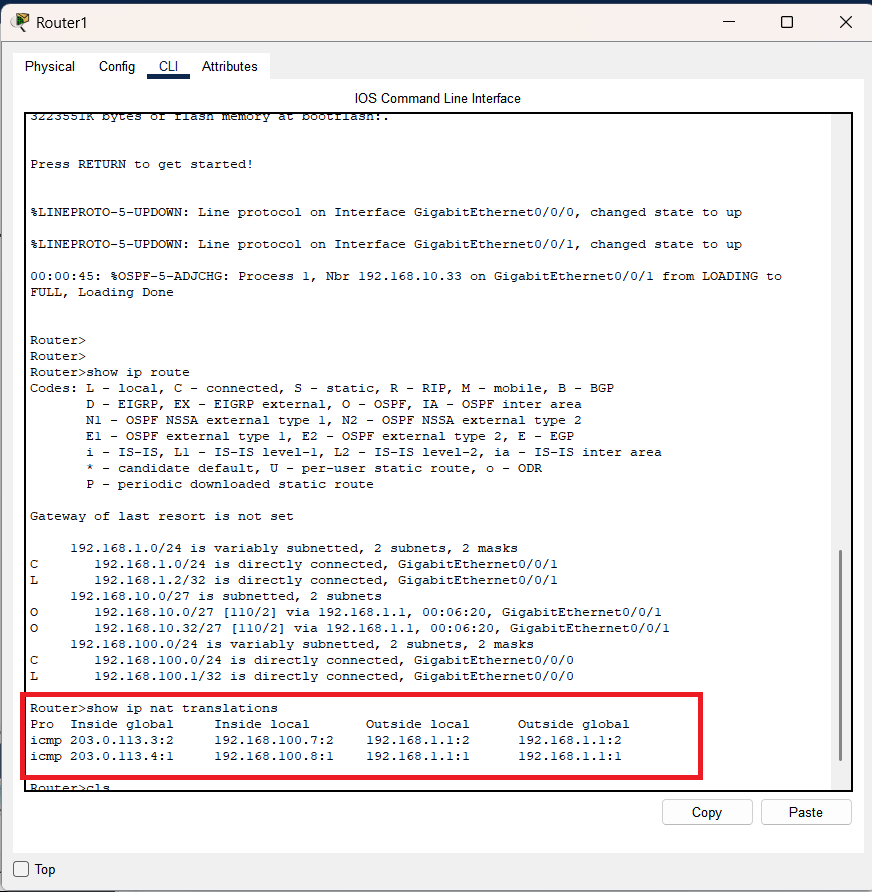 Router1
Physical Config CLI Attributes
IOS Command Line Interface
3223551K bytes of flash memory at bootflash:.
Press RETURN to get started!
%LINEPROTO-5-UPDOWN: Line protocol on Interface GigabitEthernet0/0/0, changed state to up
%LINEPROTO-5-UPDOWN: Line protocol on Interface GigabitEthernet0/0/1, changed state to up
00:00:45: %OSPF-5-ADJCHG: Process 1, Nbr 192.168.10.33 on GigabitEthernet0/0/1 from LOADING to
FULL, Loading Done
Router>
Router>
Router>show ip route
Codes: L - local, C - connected, S - static, R - RIP, M - mobile, B - BGP
D - EIGRP, EX - EIGRP external, O - OSPF, IA - OSPF inter area
N1 - OSPF NSSA external type 1, N2 - OSPF NSSA external type 2
E1 - OSPF external type 1, E2 - OSPF external type 2, E - EGP
i - IS-IS, L1 - IS-IS level-1, L2 - IS-IS level-2, ia - IS-IS inter area
* - candidate default, U - per-user static route, o - ODR
P - periodic downloaded static route
Gateway of last resort is not set
192.168.1.0/24 is variably subnetted, 2 subnets, 2 masks
C 192.168.1.0/24 is directly connected, GigabitEthernet0/0/1
L 192.168.1.2/32 is directly connected, GigabitEthernet0/0/1
192.168.10.0/27 is subnetted, 2 subnets
O 192.168.10.0/27 [110/2] via 192.168.1.1, 00:06:20, GigabitEthernet0/0/1
O 192.168.10.32/27 [110/2] via 192.168.1.1, 00:06:20, GigabitEthernet0/0/1
192.168.100.0/24 is variably subnetted, 2 subnets, 2 masks
C 192.168.100.0/24 is directly connected, GigabitEthernet0/0/0
L 192.168.100.1/32 is directly connected, GigabitEthernet0/0/0
Router>show ip nat translations
Pro Inside global Inside local Outside local Outside global
icmp 203.0.113.3:2 192.168.100.7:2 192.168.1.1:2 192.168.1.1:2
icmp 203.0.113.4:1 192.168.100.8:1 192.168.1.1:1 192.168.1.1:1
Router>cls
Copy Paste
Top